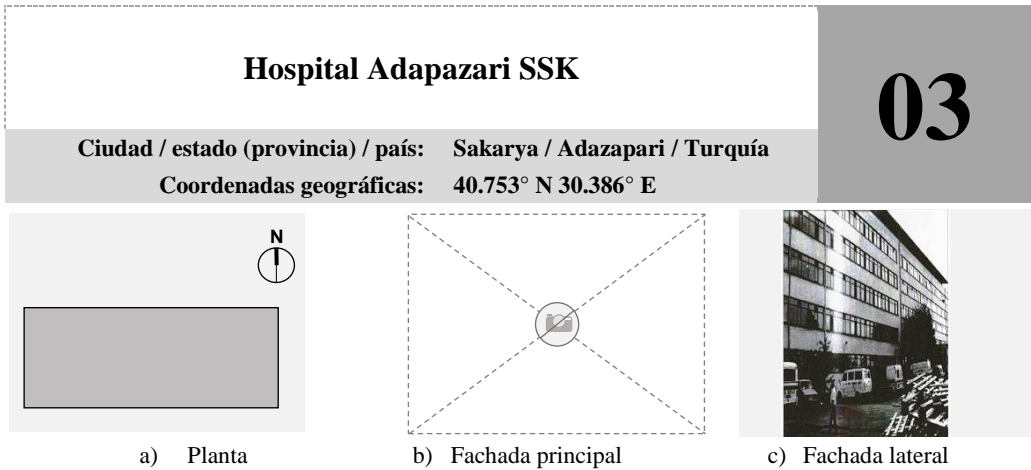 Hospital Adapazari SSK
03
Ciudad / estado (provincia) / país: Sakarya / Adazapari / Turquía
Coordenadas geográficas: 40.753° N 30.386° E
N
a) Planta
b) Fachada principal
c) Fachada lateral